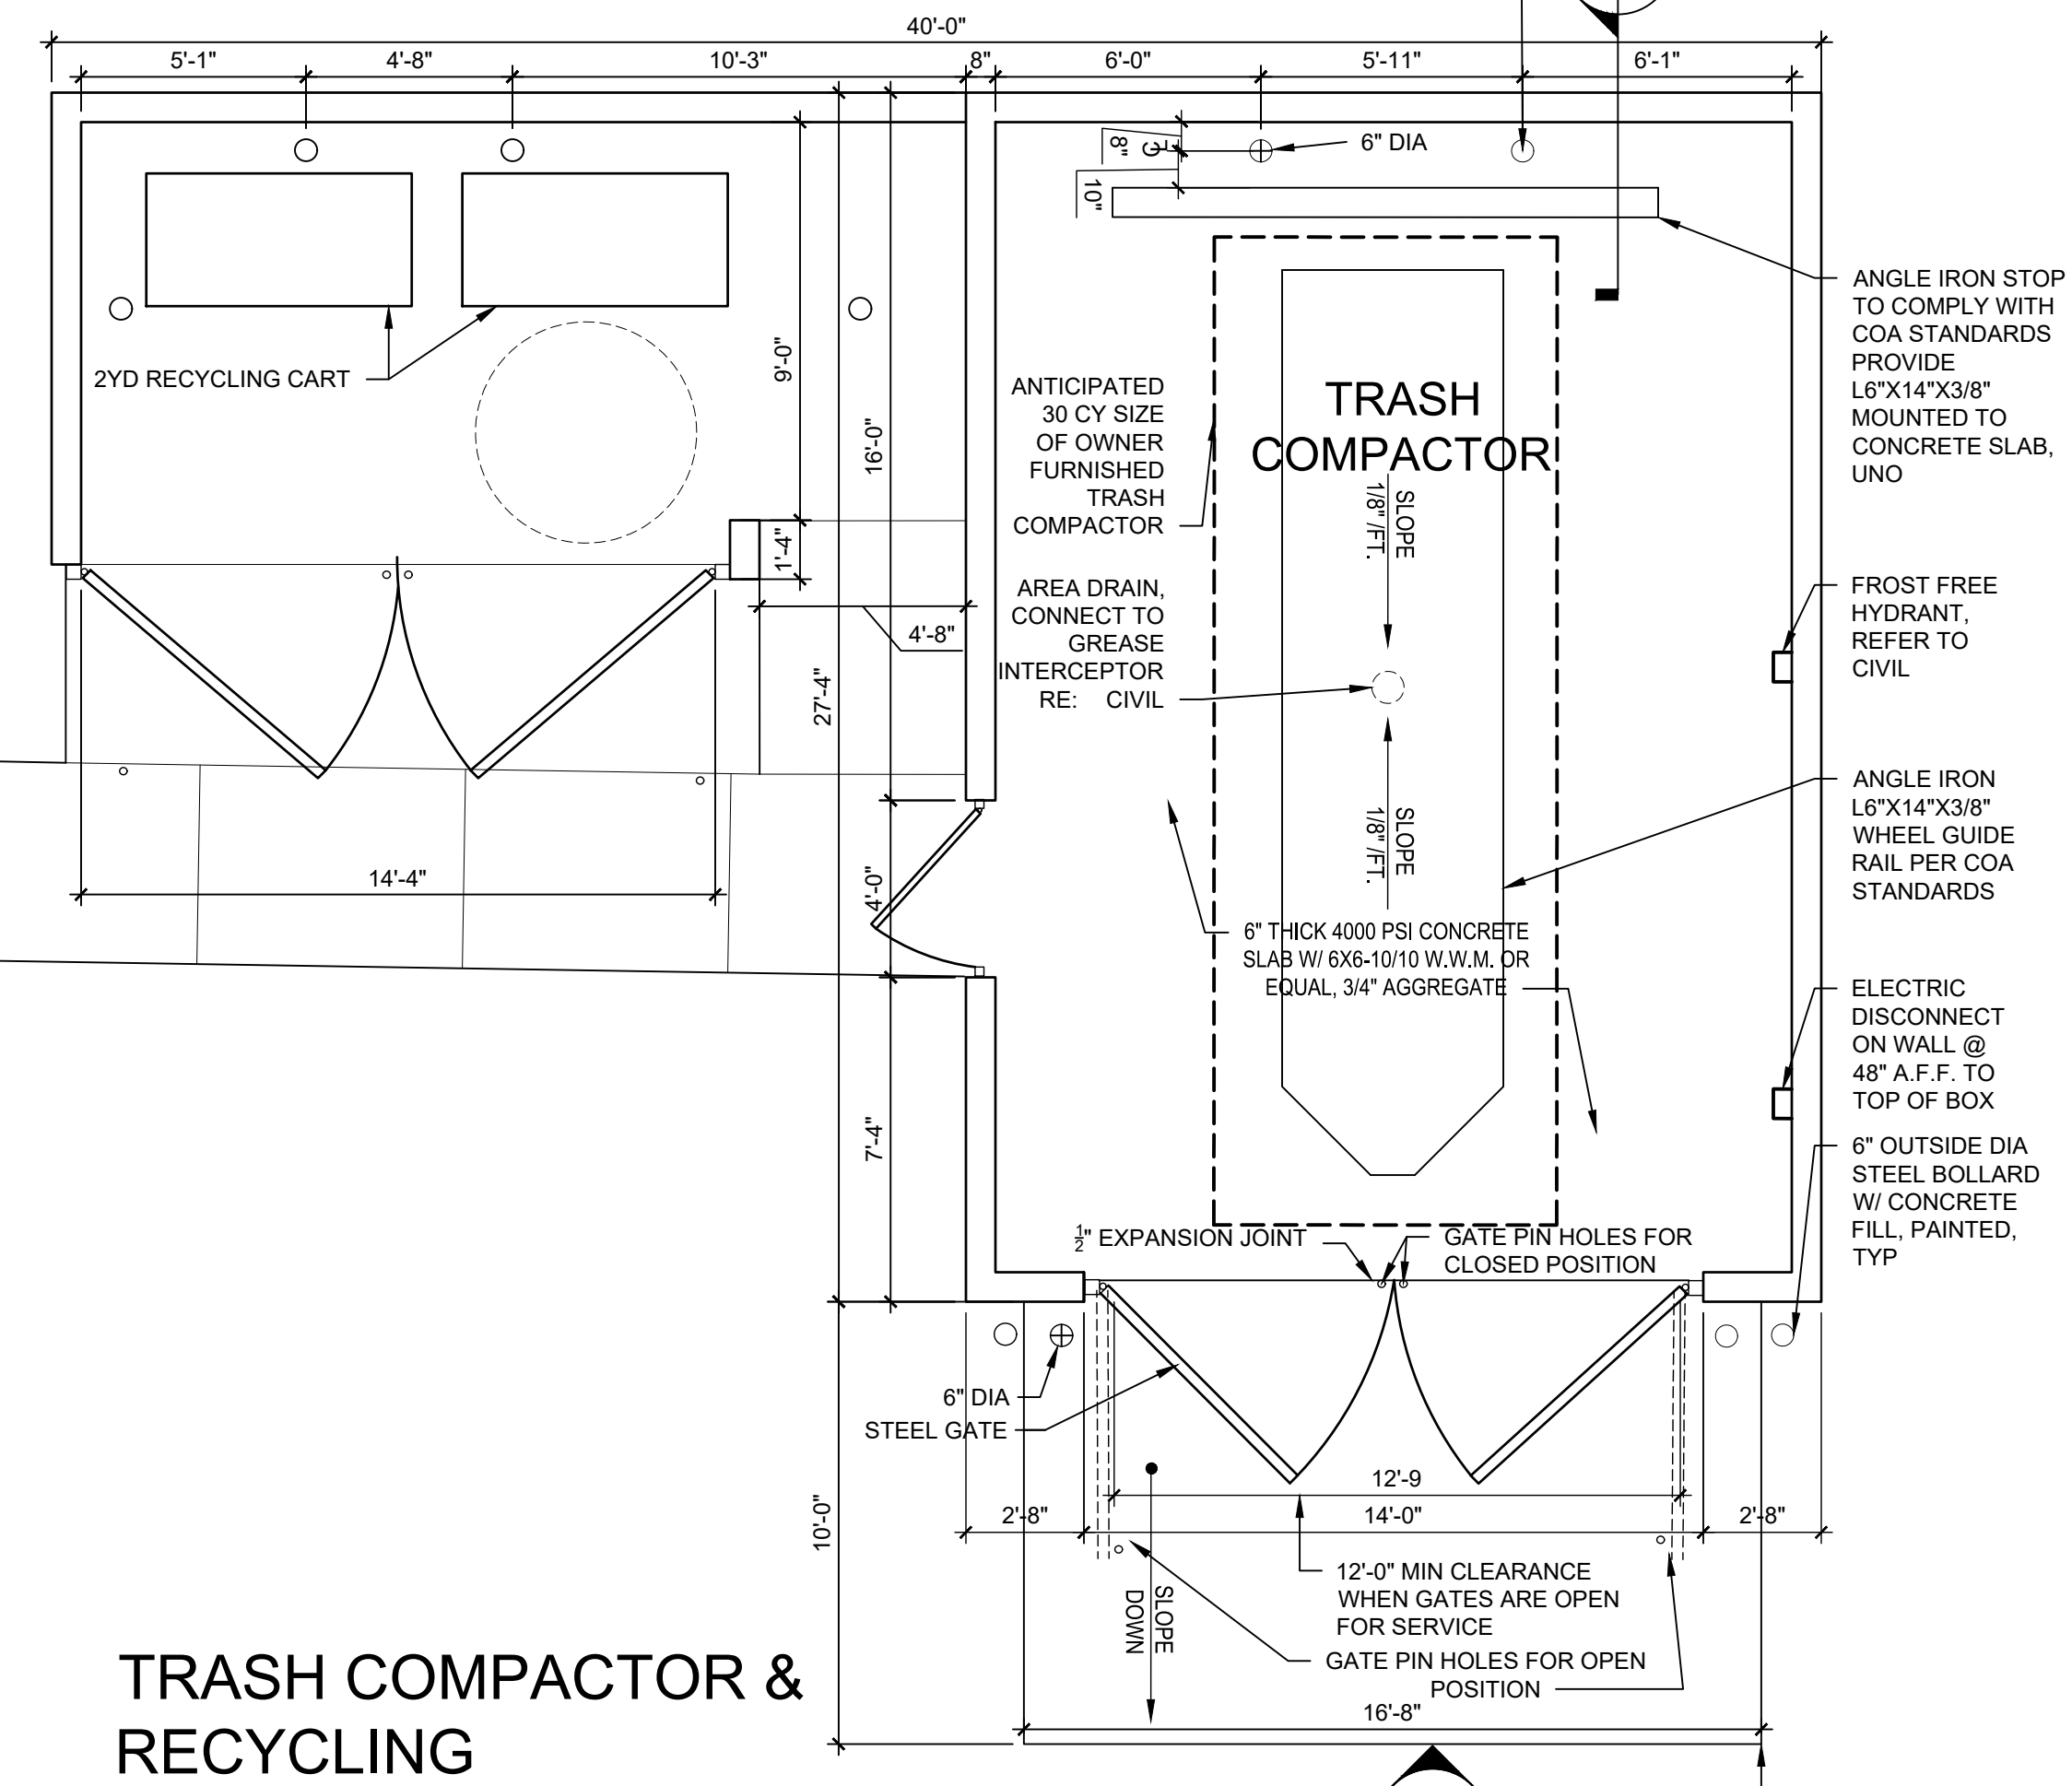 40'-0"
5'-1"
4'-8"
10'-3"
8"
6'-0"
5'-11"
6'-1"
8"
10"
6" DIA
2YD RECYCLING CART
9'-0"
1'-4"
16'-0"
4'-8"
27'-4"
14'-4"
4'-0"
7'-4"
10'-0"
ANTICIPATED
30 CY SIZE
OF OWNER
FURNISHED
TRASH
COMPACTOR
TRASH
COMPACTOR
SLOPE
1/8" /FT.
AREA DRAIN,
CONNECT TO
GREASE
INTERCEPTOR
RE: CIVIL
SLOPE
1/8" /FT.
6" THICK 4000 PSI CONCRETE
SLAB W/ 6X6-10/10 W.W.M. OR
EQUAL, 3/4" AGGREGATE
ANGLE IRON STOP
TO COMPLY WITH
COA STANDARDS
PROVIDE
L6"X14"X3/8"
MOUNTED TO
CONCRETE SLAB,
UNO
FROST FREE
HYDRANT,
REFER TO
CIVIL
ANGLE IRON
L6"X14"X3/8"
WHEEL GUIDE
RAIL PER COA
STANDARDS
ELECTRIC
DISCONNECT
ON WALL @
48" A.F.F. TO
TOP OF BOX
6" OUTSIDE DIA
STEEL BOLLARD
W/ CONCRETE
FILL, PAINTED,
TYP
½" EXPANSION JOINT
GATE PIN HOLES FOR
CLOSED POSITION
6" DIA
STEEL GATE
12'-9
2'-8"
14'-0"
2'-8"
12'-0" MIN CLEARANCE
WHEN GATES ARE OPEN
FOR SERVICE
SLOPE
DOWN
GATE PIN HOLES FOR OPEN
POSITION
16'-8"
TRASH COMPACTOR &
RECYCLING